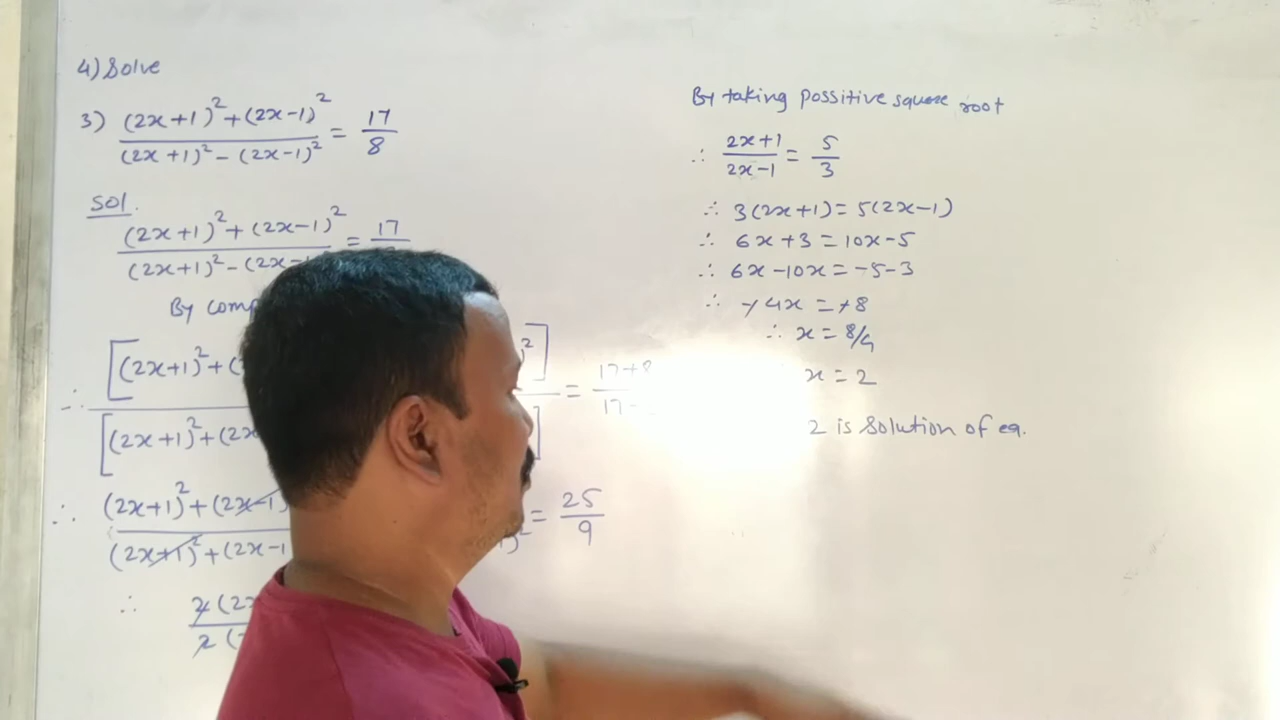 4) Solve
3) (2x+1)²+(2x-1)² / (2x+1)²-(2x-1)² = 17/8
Sol.
(2x+1)²+(2x-1)² / (2x+1)²-(2x- = 17
By comp
∴ [(2x+1)²+( ²] / [(2x+1)²+(2x ] = 17+8 / 17-
∴ (2x+1)²+(2x-1) / (2x+1)²+(2x-1 = 25/9
∴ 2(2x / 2(
By taking possitive square root
∴ 2x+1 / 2x-1 = 5/3
∴ 3(2x+1)=5(2x-1)
∴ 6x+3=10x-5
∴ 6x-10x=-5-3
∴ -4x=-8
∴ x=8/4
x=2
2 is solution of eq.